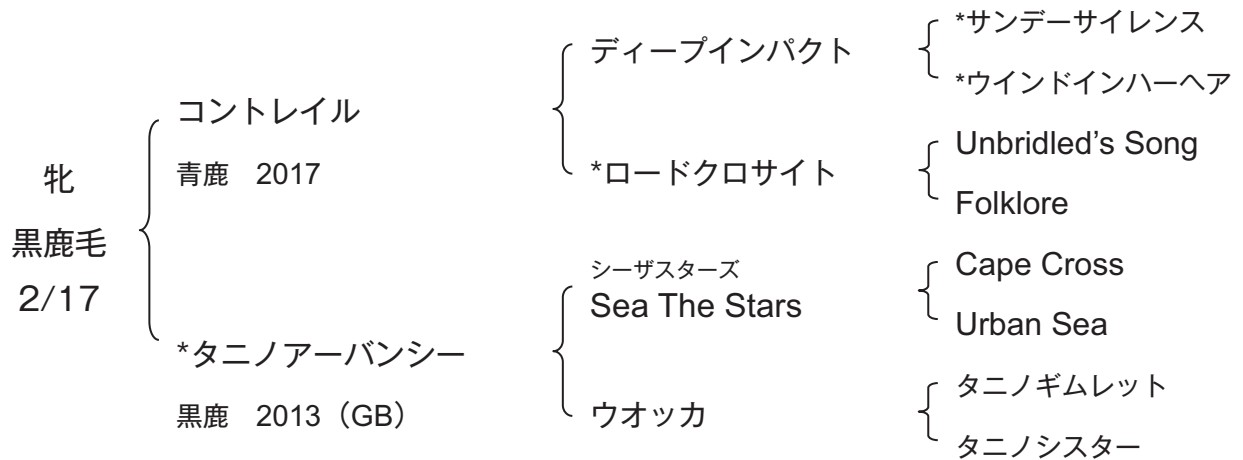 牝
黒鹿毛
2/17
コントレイル
青鹿　2017
*タニノアーバンシー
黒鹿　2013（GB）
ディープインパクト
*ロードクロサイト
シーザスターズ
Sea The Stars
ウオッカ
*サンデーサイレンス
*ウインドインハーヘア
Unbridled's Song
Folklore
Cape Cross
Urban Sea
タニノギムレット
タニノシスター